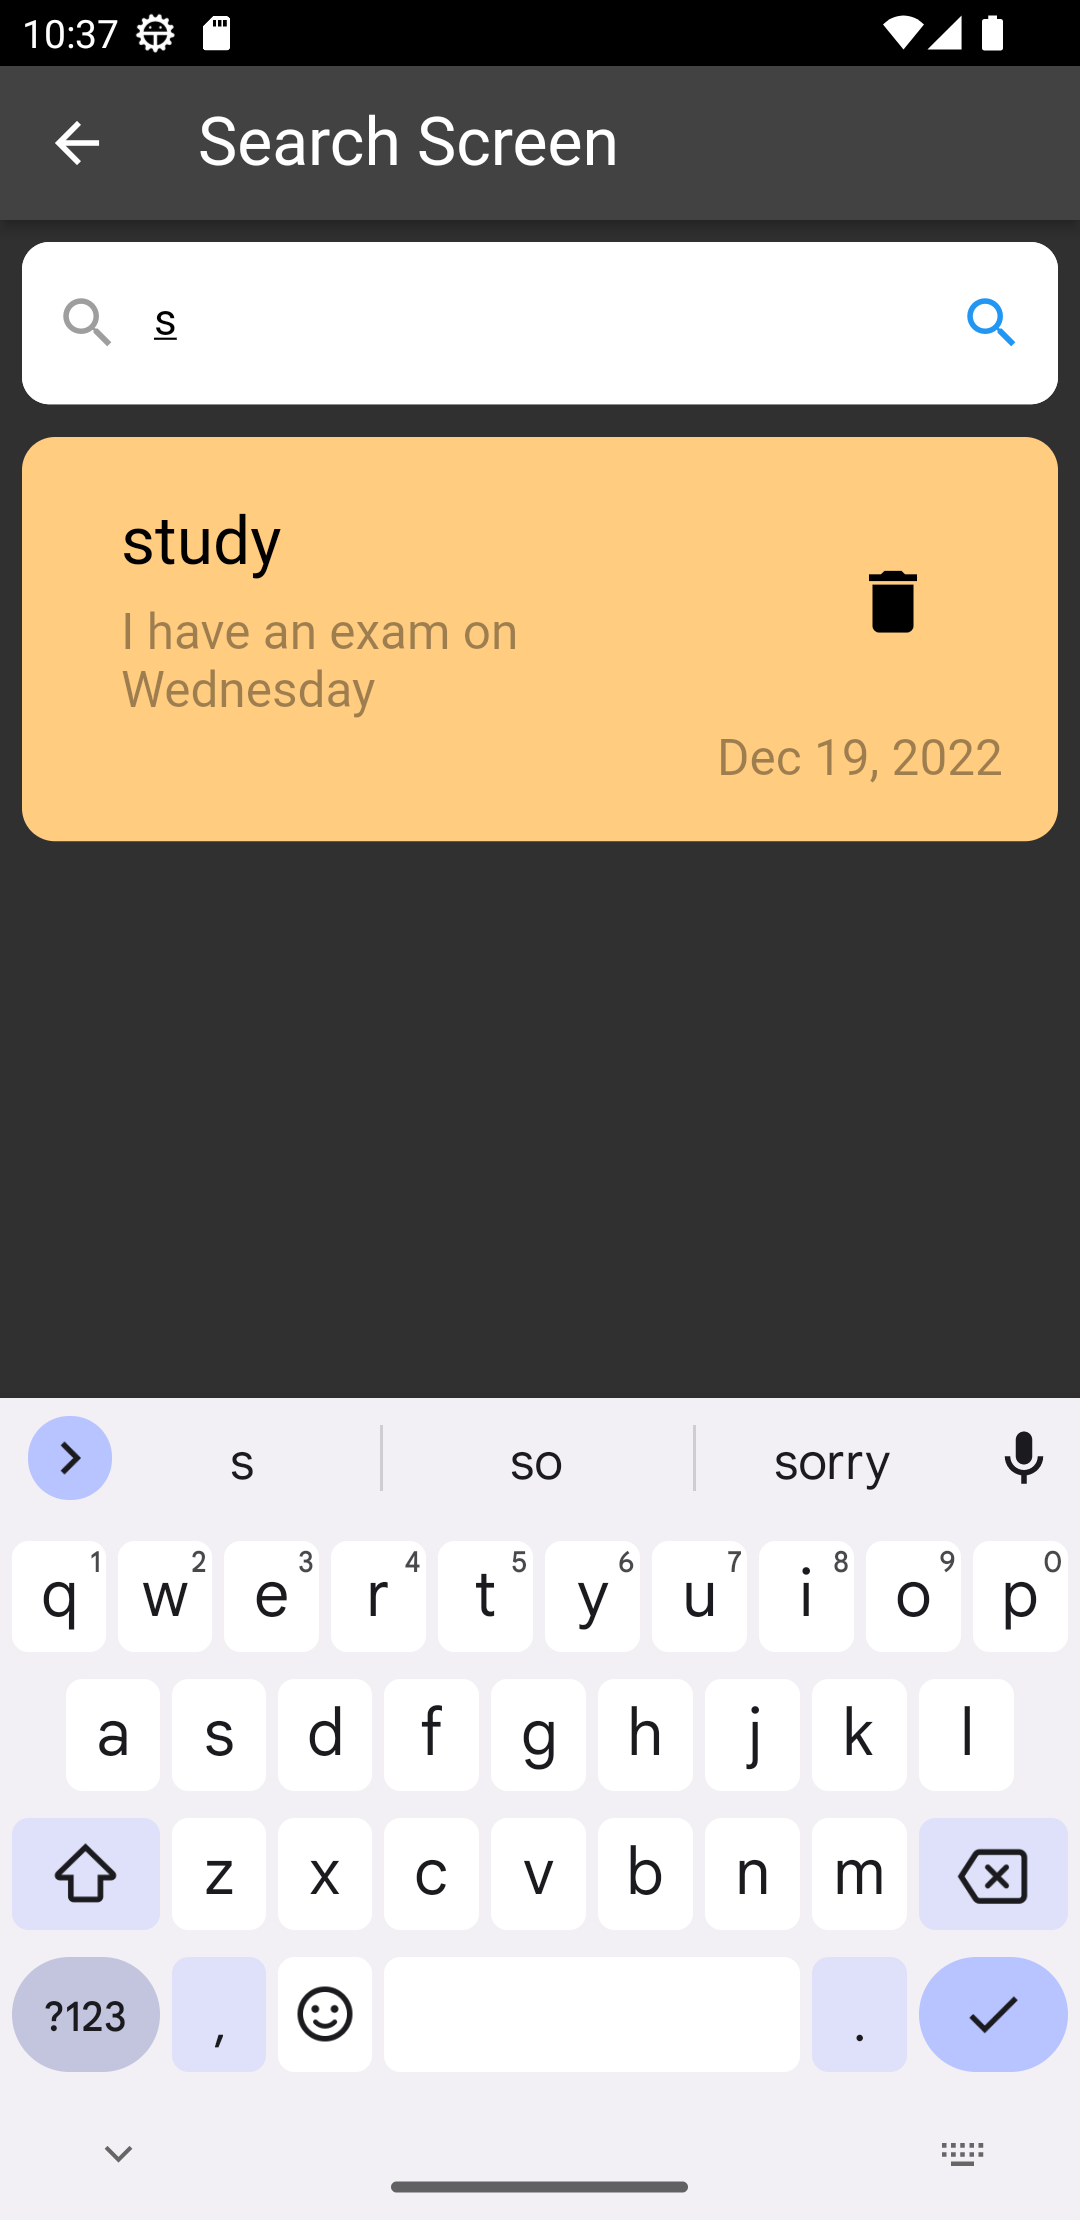 10:37
Search Screen
s
study
I have an exam on
Wednesday
Dec 19, 2022
s so sorry
q 1 w 2 e 3 r 4 t 5 y 6 u 7 i 8 o 9 p 0
a s d f g h j k l
z x c v b n m
?123 , .